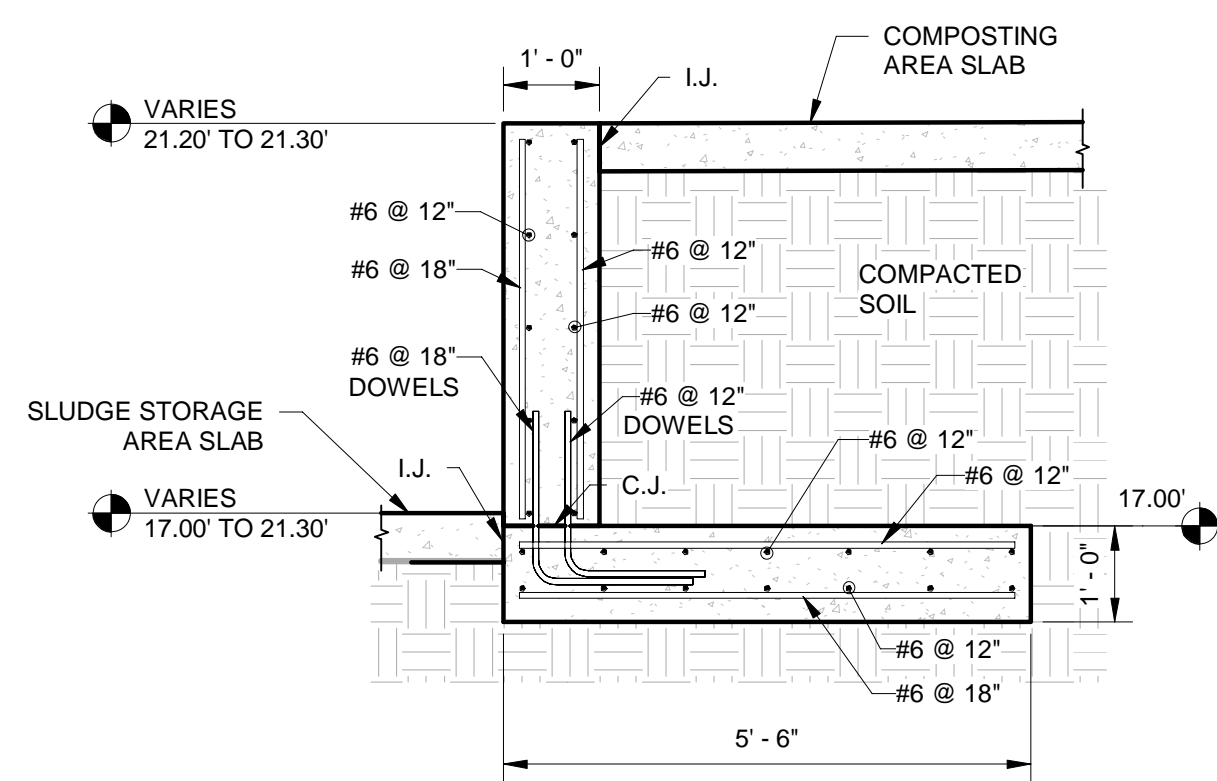 COMPOSTING
AREA SLAB
1' - 0"
I.J.
VARIES
21.20' TO 21.30'
#6 @ 12"
#6 @ 12"
#6 @ 18"
COMPACTED
SOIL
#6 @ 12"
#6 @ 18"
DOWELS
#6 @ 12"
DOWELS
SLUDGE STORAGE
AREA SLAB
#6 @ 12"
#6 @ 12"
I.J.
C.J.
VARIES
17.00' TO 21.30'
17.00'
1' - 0"
#6 @ 12"
#6 @ 18"
5' - 6"